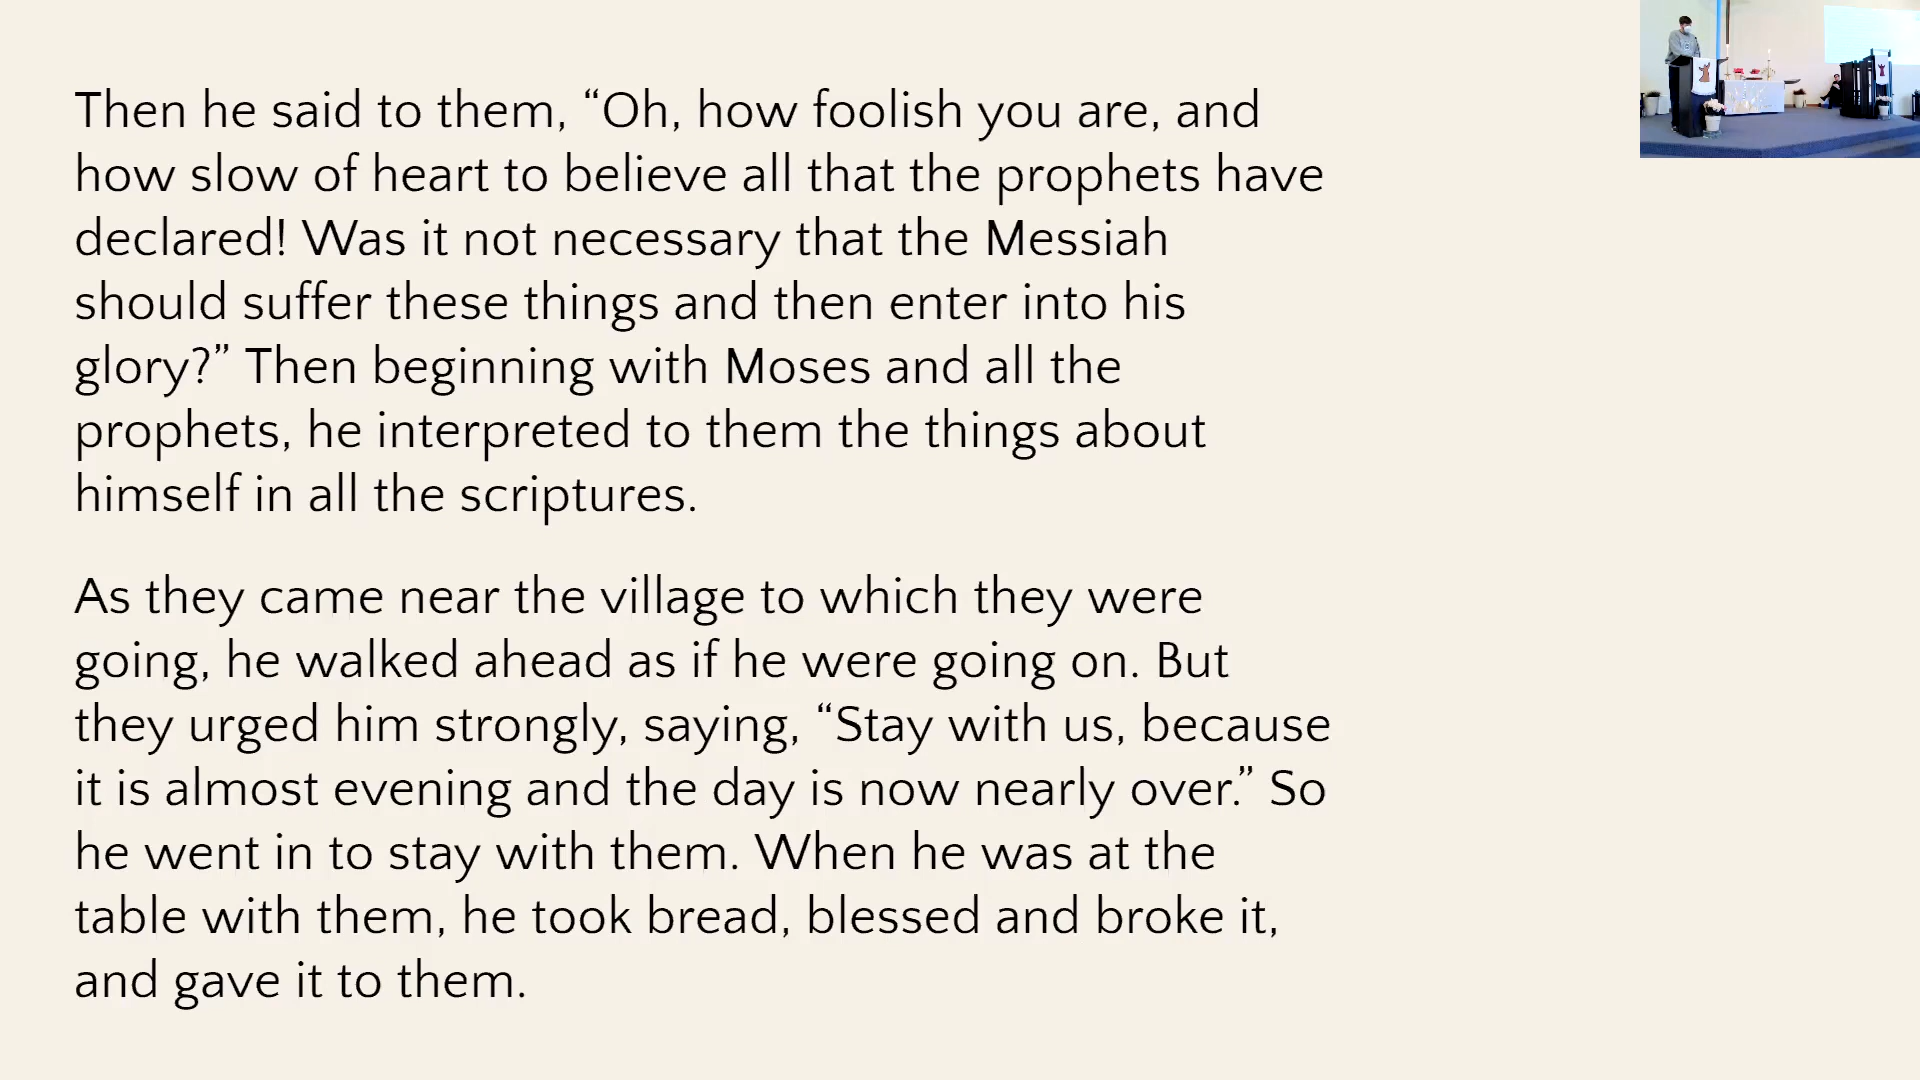 Then he said to them, “Oh, how foolish you are, and
how slow of heart to believe all that the prophets have
declared! Was it not necessary that the Messiah
should suffer these things and then enter into his
glory?” Then beginning with Moses and all the
prophets, he interpreted to them the things about
himself in all the scriptures.
As they came near the village to which they were
going, he walked ahead as if he were going on. But
they urged him strongly, saying, “Stay with us, because
it is almost evening and the day is now nearly over.” So
he went in to stay with them. When he was at the
table with them, he took bread, blessed and broke it,
and gave it to them.